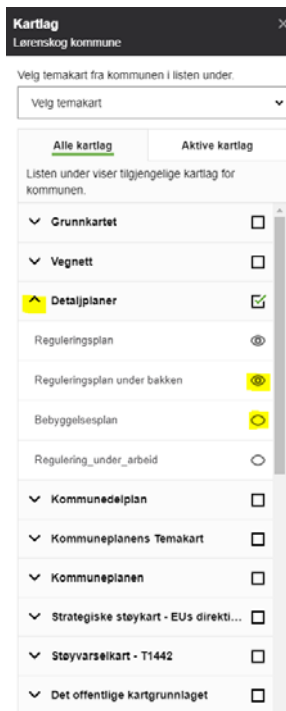 Kartlag
Lørenskog kommune
Velg temakart fra kommunen i listen under.
Velg temakart
Alle kartlag
Aktive kartlag
Listen under viser tilgjengelige kartlag for
kommunen.
Grunnkartet
Vegnett
Detaljplaner
Reguleringsplan
Reguleringsplan under bakken
Bebyggelsesplan
Regulering_under_arbeid
Kommunedelplan
Kommuneplanens Temakart
Kommuneplanen
Strategiske støykart - EUs direkti...
Støyvarselkart - T1442
Det offentlige kartgrunnlaget